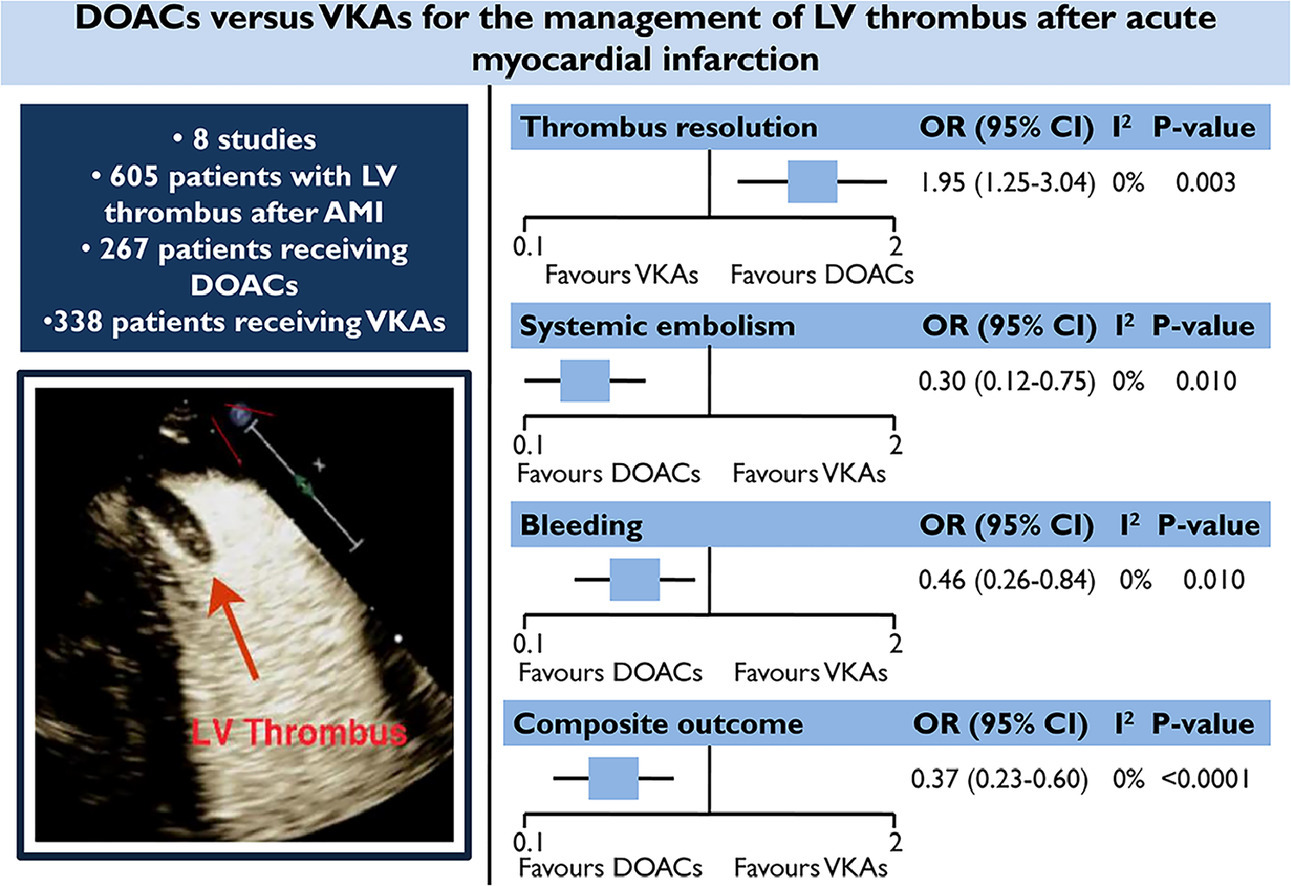 DOACs versus VKAs for the management of LV thrombus after acute
myocardial infarction
• 8 studies
• 605 patients with LV
thrombus after AMI
• 267 patients receiving
DOACs
•338 patients receiving VKAs
LV Thrombus
Thrombus resolution OR (95% CI) I² P-value
1.95 (1.25-3.04) 0% 0.003
0.1 2
Favours VKAs Favours DOACs
Systemic embolism OR (95% CI) I² P-value
0.30 (0.12-0.75) 0% 0.010
0.1 2
Favours DOACs Favours VKAs
Bleeding OR (95% CI) I² P-value
0.46 (0.26-0.84) 0% 0.010
0.1 2
Favours DOACs Favours VKAs
Composite outcome OR (95% CI) I² P-value
0.37 (0.23-0.60) 0% <0.0001
0.1 2
Favours DOACs Favours VKAs